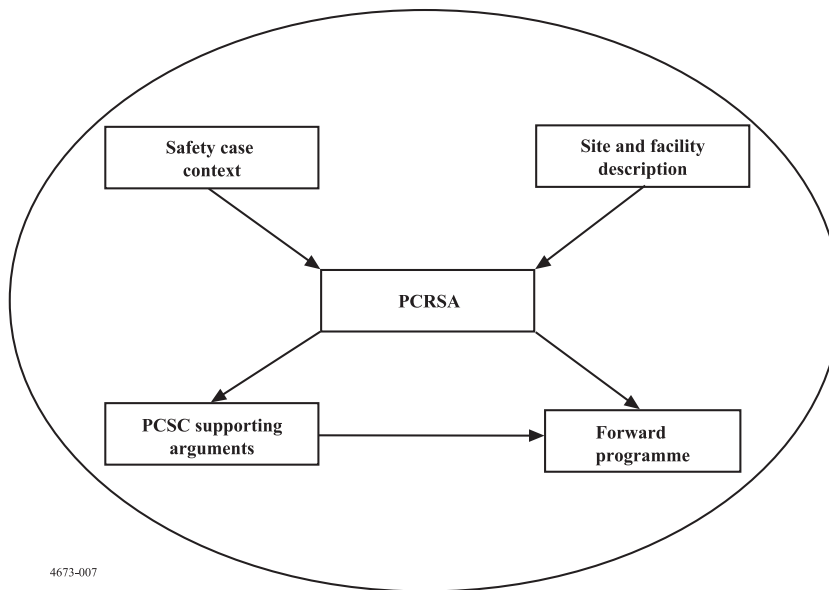 Safety case
context
Site and facility
description
PCRSA
PCSC supporting
arguments
Forward
programme
4673-007